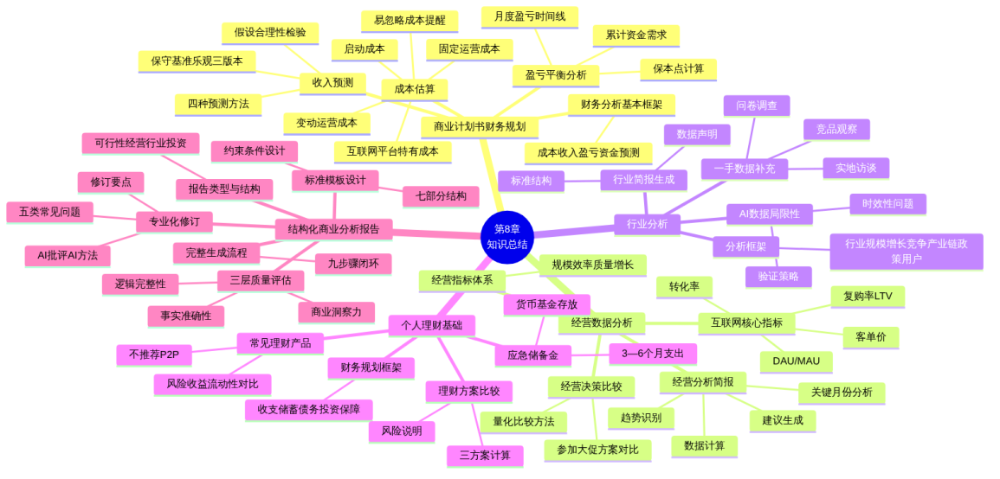 第8章
知识总结
商业计划书财务规划
收入预测
假设合理性检验
保守基准乐观三版本
四种预测方法
成本估算
易忽略成本提醒
启动成本
固定运营成本
变动运营成本
互联网平台特有成本
盈亏平衡分析
月度盈亏时间线
累计资金需求
保本点计算
财务分析基本框架
成本收入盈亏资金预测
行业分析
行业简报生成
数据声明
标准结构
一手数据补充
问卷调查
竞品观察
实地访谈
AI数据局限性
时效性问题
验证策略
分析框架
行业规模增长竞争产业链政
策用户
经营数据分析
经营指标体系
规模效率质量增长
互联网核心指标
转化率
复购率LTV
客单价
DAU/MAU
经营分析简报
关键月份分析
建议生成
数据计算
趋势识别
经营决策比较
量化比较方法
参加大促方案对比
个人理财基础
应急储备金
货币基金存放
3—6个月支出
常见理财产品
不推荐P2P
风险收益流动性对比
财务规划框架
收支储蓄债务投资保障
理财方案比较
风险说明
三方案计算
结构化商业分析报告
报告类型与结构
可行性经营行业投资
标准模板设计
约束条件设计
七部分结构
专业化修订
修订要点
五类常见问题
AI批评AI方法
完整生成流程
九步骤闭环
三层质量评估
逻辑完整性
事实准确性
商业洞察力